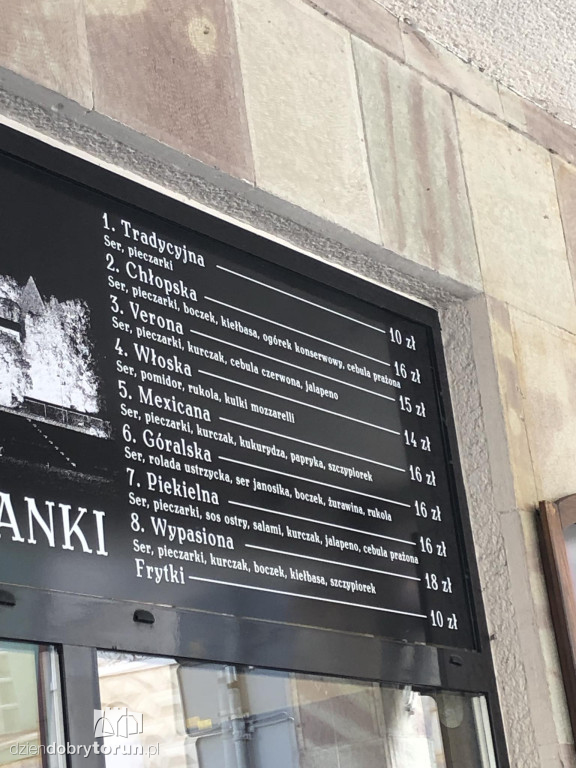 1. Tradycyjna 10 zł
Ser, pieczarki
2. Chłopska 16 zł
Ser, pieczarki, boczek, kiełbasa, ogórek konserwowy, cebula prażona
3. Verona 15 zł
Ser, pieczarki, kurczak, cebula czerwona, jalapeno
4. Włoska 14 zł
Ser, pomidor, rukola, kulki mozzarelli
5. Mexicana 16 zł
Ser, pieczarki, kurczak, kukurydza, papryka, szczypiorek
6. Góralska 16 zł
Ser, rolada ustrzycka, ser janosika, boczek, żurawina, rukola
7. Piekielna 16 zł
Ser, pieczarki, sos ostry, salami, kurczak, jalapeno, cebula prażona
8. Wypasiona 18 zł
Ser, pieczarki, kurczak, boczek, kiełbasa, szczypiorek
Frytki 10 zł
ANKI
dziendobrytorun.pl